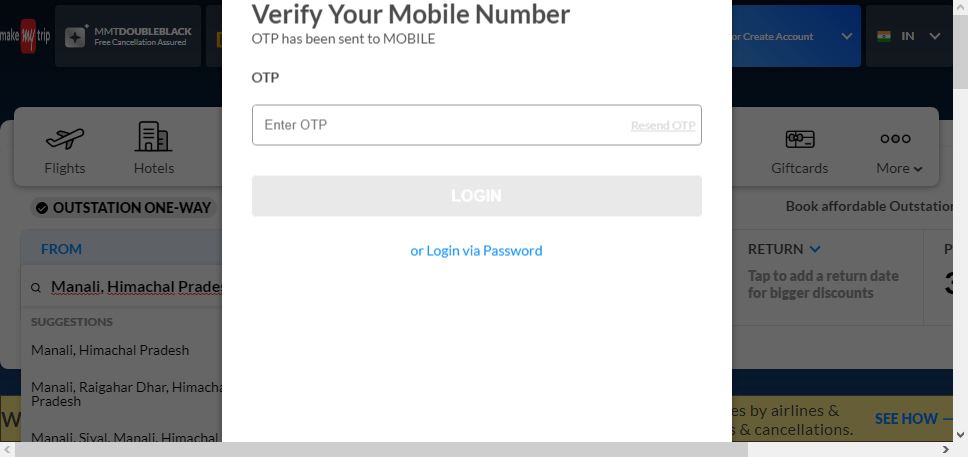 Verify Your Mobile Number
OTP has been sent to MOBILE
OTP
Enter OTP
Resend OTP
LOGIN
or Login via Password
make my trip
MMTDOUBLEBLACK
Free Cancellation Assured
or Create Account
IN
Flights
Hotels
Giftcards
More
OUTSTATION ONE-WAY
Book affordable Outstation
FROM
Manali, Himachal Prades
RETURN
Tap to add a return date
for bigger discounts
P
SUGGESTIONS
Manali, Himachal Pradesh
Manali, Raigahar Dhar, Himacha
Pradesh
Manali, Siyal, Manali, Himachal
W
es by airlines &
s & cancellations.
SEE HOW